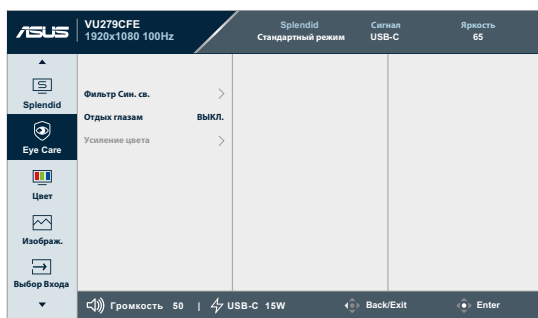 ASUS
VU279CFE
1920x1080 100Hz
Splendid
Стандартный режим
Сигнал
USB-C
Яркость
65
Splendid
Eye Care
Цвет
Изображ.
Выбор Входа
Фильтр Син. св.
Отдых глазам ВЫКЛ.
Усиление цвета
Громкость 50 | USB-C 15W Back/Exit Enter